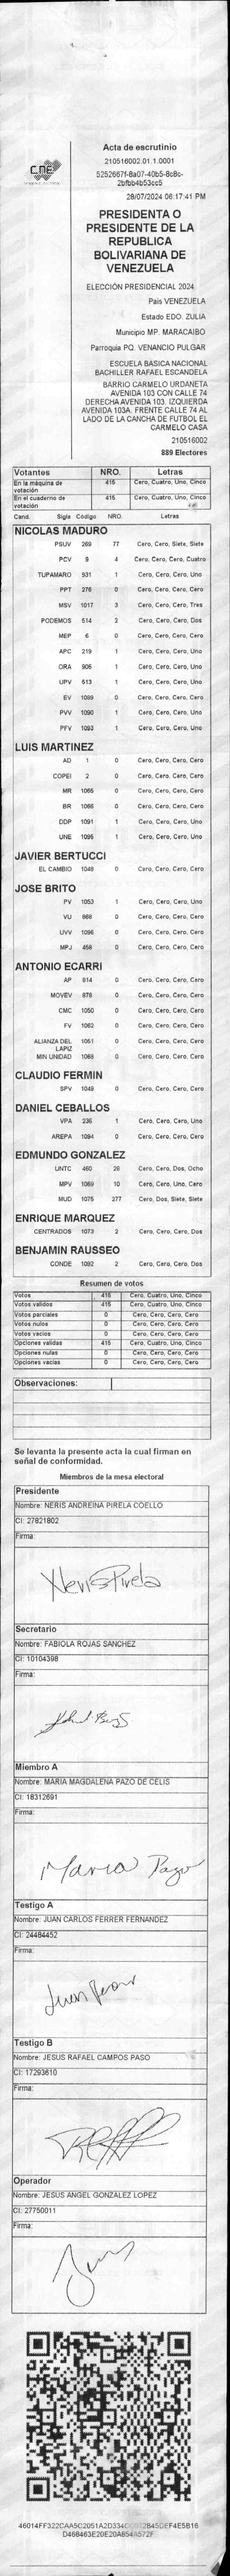 CNE
Acta de escrutinio
210516002.01.1.0001
5252667f-8a07-40b5-8c8c-
2bfbb4b53cc5
28/07/2024 06:17:41 PM
PRESIDENTA O
PRESIDENTE DE LA
REPUBLICA
BOLIVARIANA DE
VENEZUELA
ELECCIÓN PRESIDENCIAL 2024
Pais VENEZUELA
Estado EDO. ZULIA
Municipio MP. MARACAIBO
Parroquia PQ. VENANCIO PULGAR
ESCUELA BASICA NACIONAL
BACHILLER RAFAEL ESCANDELA
BARRIO CARMELO URDANETA
AVENIDA 103 CON CALLE 74
DERECHA AVENIDA 103. IZQUIERDA
AVENIDA 103A. FRENTE CALLE 74 AL
LADO DE LA CANCHA DE FUTBOL EL
CARMELO CASA
210516002
889 Electores
Votantes NRO. Letras
En la máquina de votación 415 Cero, Cuatro, Uno, Cinco
En el cuaderno de votación 415 Cero, Cuatro, Uno, Cinco
Cand. Sigla Codigo NRO. Letras
NICOLAS MADURO
PSUV 269 77 Cero, Cero, Siete, Siete
PCV 9 4 Cero, Cero, Cero, Cuatro
TUPAMARO 931 1 Cero, Cero, Cero, Uno
PPT 276 0 Cero, Cero, Cero, Cero
MSV 1017 3 Cero, Cero, Cero, Tres
PODEMOS 514 2 Cero, Cero, Cero, Dos
MEP 6 0 Cero, Cero, Cero, Cero
APC 219 1 Cero, Cero, Cero, Uno
ORA 906 1 Cero, Cero, Cero, Uno
UPV 513 1 Cero, Cero, Cero, Uno
EV 1089 0 Cero, Cero, Cero, Cero
PVV 1090 1 Cero, Cero, Cero, Uno
PFV 1093 1 Cero, Cero, Cero, Uno
LUIS MARTINEZ
AD 1 0 Cero, Cero, Cero, Cero
COPEI 2 0 Cero, Cero, Cero, Cero
MR 1065 0 Cero, Cero, Cero, Cero
BR 1066 0 Cero, Cero, Cero, Cero
DDP 1091 1 Cero, Cero, Cero, Uno
UNE 1095 1 Cero, Cero, Cero, Uno
JAVIER BERTUCCI
EL CAMBIO 1048 0 Cero, Cero, Cero, Cero
JOSE BRITO
PV 1053 1 Cero, Cero, Cero, Uno
VU 868 0 Cero, Cero, Cero, Cero
UVV 1096 0 Cero, Cero, Cero, Cero
MPJ 458 0 Cero, Cero, Cero, Cero
ANTONIO ECARRI
AP 914 0 Cero, Cero, Cero, Cero
MOVEV 878 0 Cero, Cero, Cero, Cero
CMC 1050 0 Cero, Cero, Cero, Cero
FV 1062 0 Cero, Cero, Cero, Cero
ALIANZA DEL LAPIZ 1051 0 Cero, Cero, Cero, Cero
MIN UNIDAD 1068 0 Cero, Cero, Cero, Cero
CLAUDIO FERMIN
SPV 1049 0 Cero, Cero, Cero, Cero
DANIEL CEBALLOS
VPA 236 1 Cero, Cero, Cero, Uno
AREPA 1094 0 Cero, Cero, Cero, Cero
EDMUNDO GONZALEZ
UNTC 460 28 Cero, Cero, Dos, Ocho
MPV 1069 10 Cero, Cero, Uno, Cero
MUD 1075 277 Cero, Dos, Siete, Siete
ENRIQUE MARQUEZ
CENTRADOS 1073 2 Cero, Cero, Cero, Dos
BENJAMIN RAUSSEO
CONDE 1082 2 Cero, Cero, Cero, Dos
Resumen de votos
Votos 415 Cero, Cuatro, Uno, Cinco
Votos validos 415 Cero, Cuatro, Uno, Cinco
Votos parciales 0 Cero, Cero, Cero, Cero
Votos nulos 0 Cero, Cero, Cero, Cero
Votos vacios 0 Cero, Cero, Cero, Cero
Opciones validas 415 Cero, Cuatro, Uno, Cinco
Opciones nulas 0 Cero, Cero, Cero, Cero
Opciones vacias 0 Cero, Cero, Cero, Cero
Observaciones:
Se levanta la presente acta la cual firman en
señal de conformidad.
Miembros de la mesa electoral
Presidente
Nombre: NERIS ANDREINA PIRELA COELLO
CI: 27821802
Firma:
Neris Pirela
Secretario
Nombre: FABIOLA ROJAS SANCHEZ
CI: 10104398
Firma:
Miembro A
Nombre: MARIA MAGDALENA PAZO DE CELIS
CI: 18312691
Firma:
Maria Pazo
Testigo A
Nombre: JUAN CARLOS FERRER FERNANDEZ
CI: 24484452
Firma:
Testigo B
Nombre: JESUS RAFAEL CAMPOS PASO
CI: 17293610
Firma:
Operador
Nombre: JESUS ANGEL GONZALEZ LOPEZ
CI: 27750011
Firma: